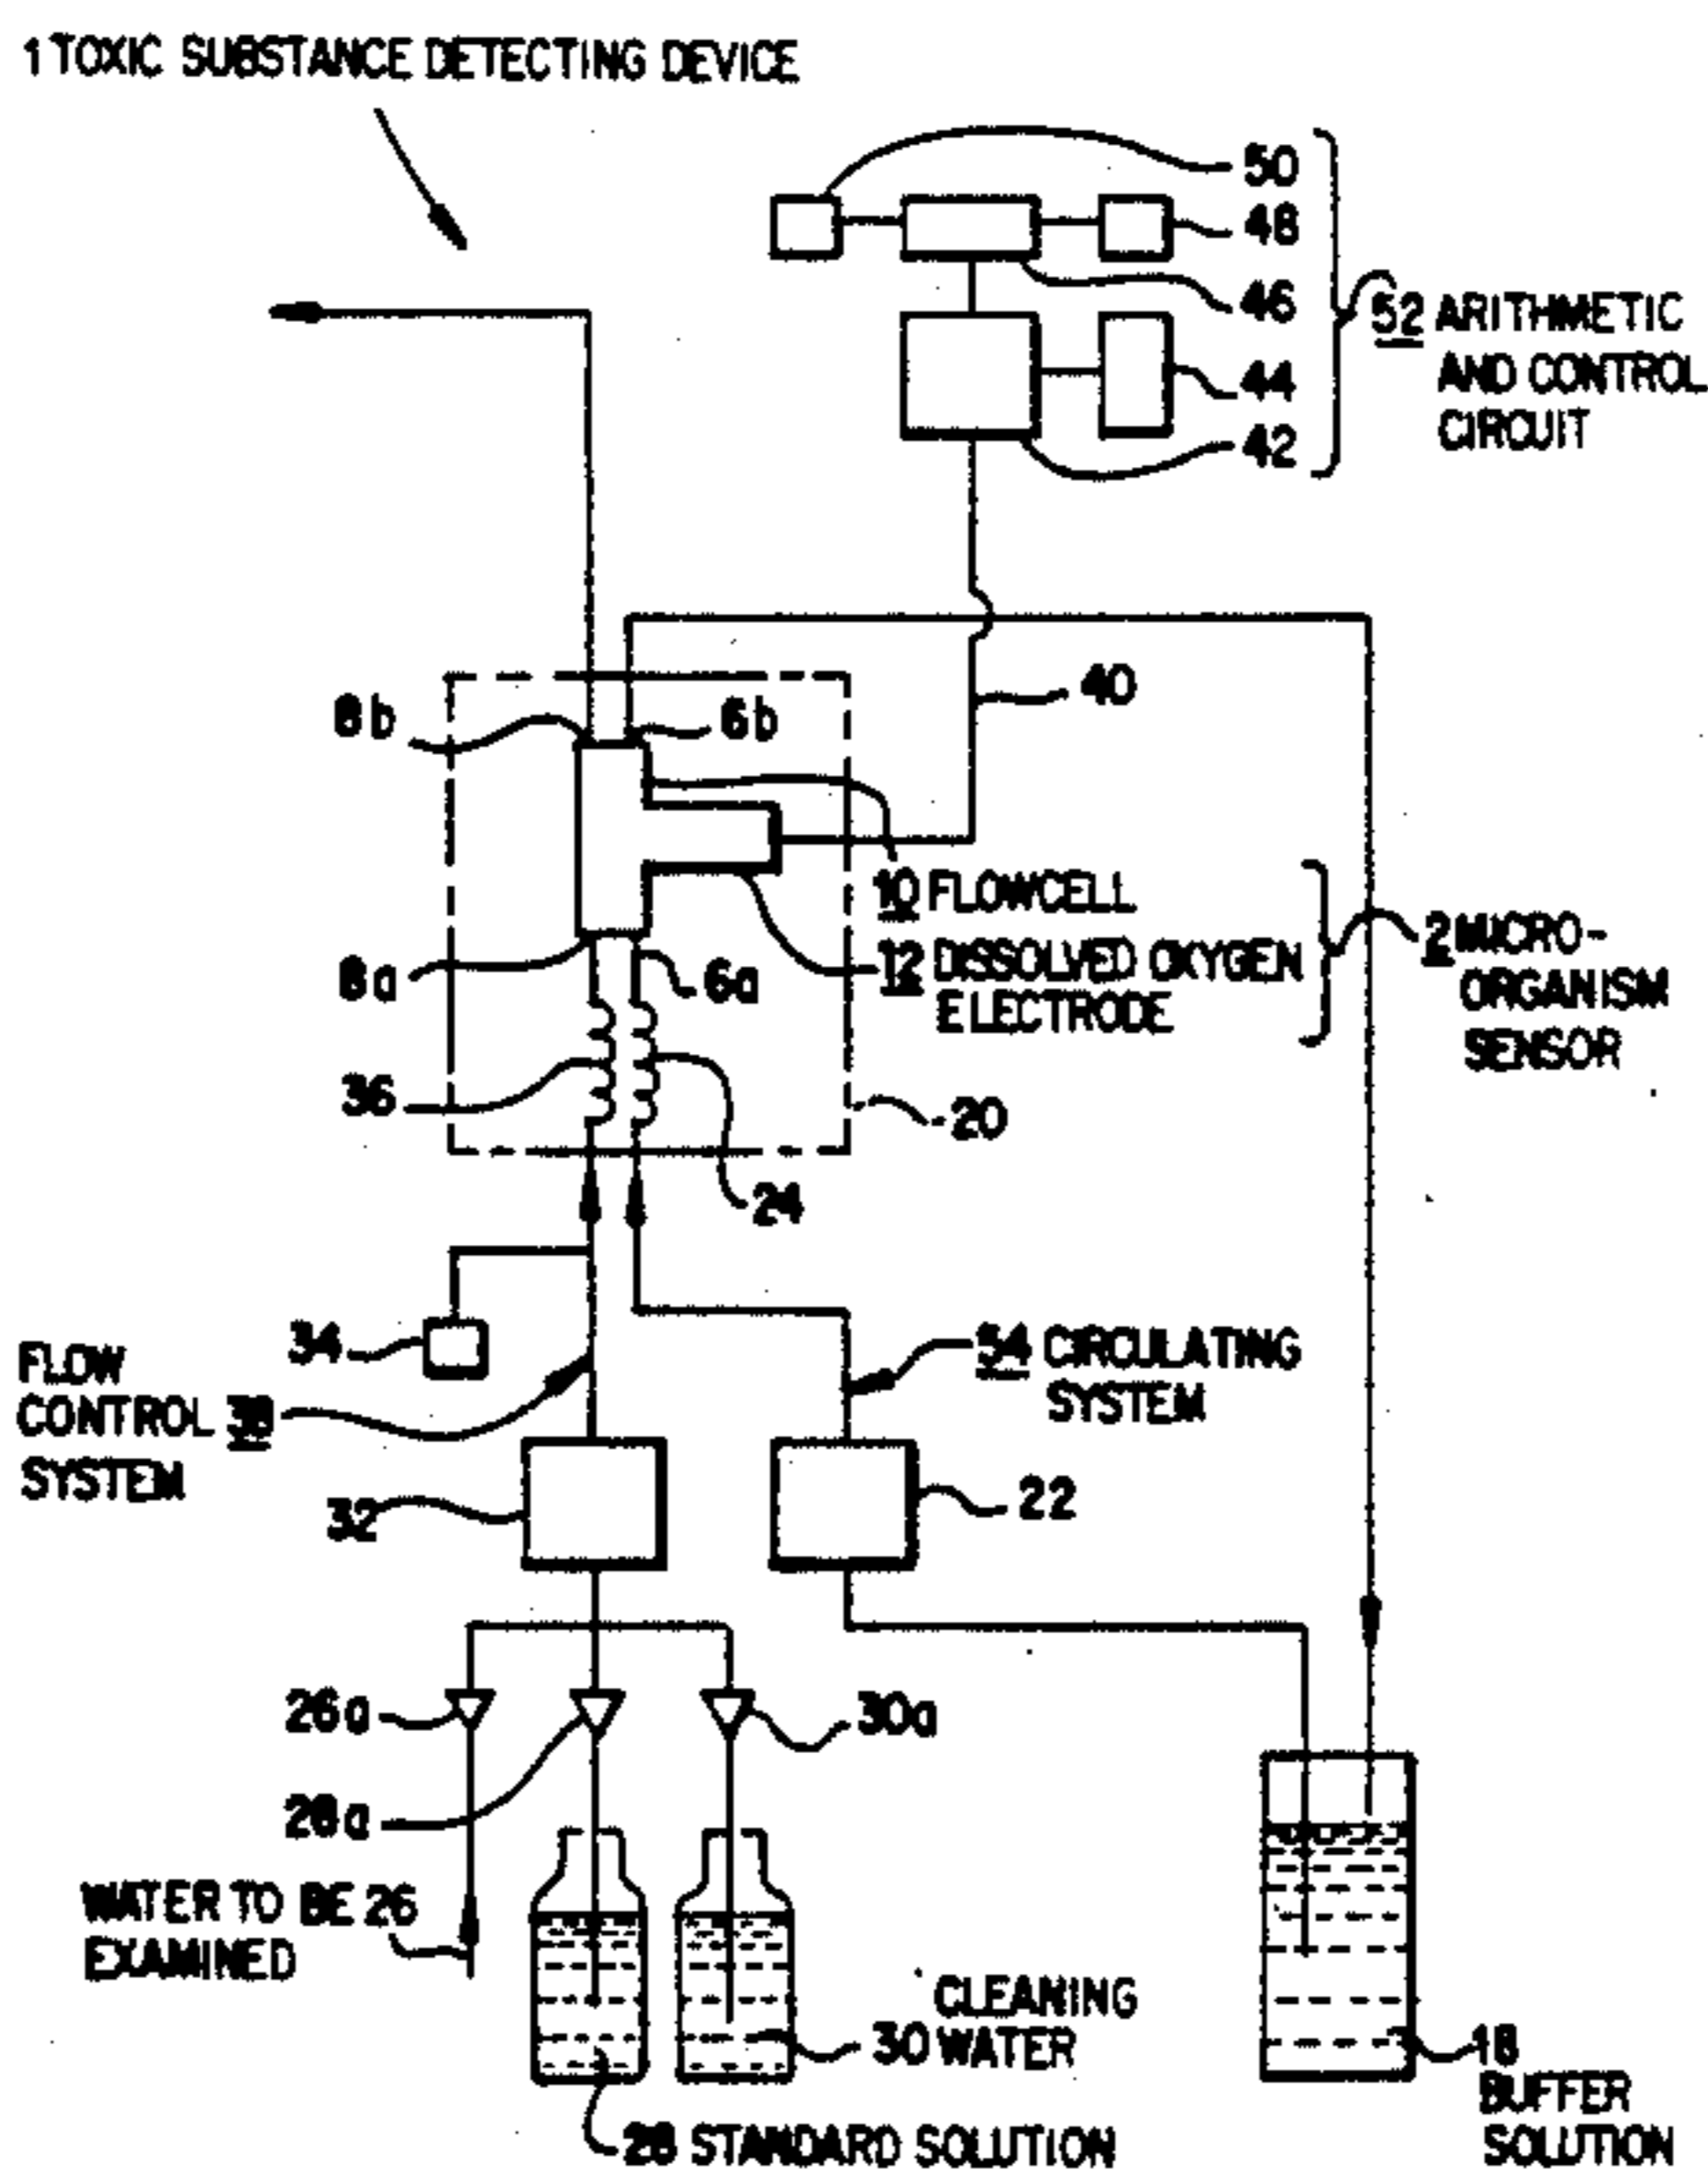 1 TOXIC SUBSTANCE DETECTING DEVICE
50
48
46
52 ARITHMETIC
AND CONTROL
CIRCUIT
44
42
40
8b
6b
10 FLOWCELL
2 MICRO-
ORGANISM
SENSOR
12 DISSOLVED OXYGEN
ELECTRODE
8a
6a
36
20
24
34
FLOW
CONTROL 38
SYSTEM
54 CIRCULATING
SYSTEM
32
22
26a
30a
28a
WATER TO BE 26
EXAMINED
CLEANING
30 WATER
18
BUFFER
SOLUTION
28 STANDARD SOLUTION